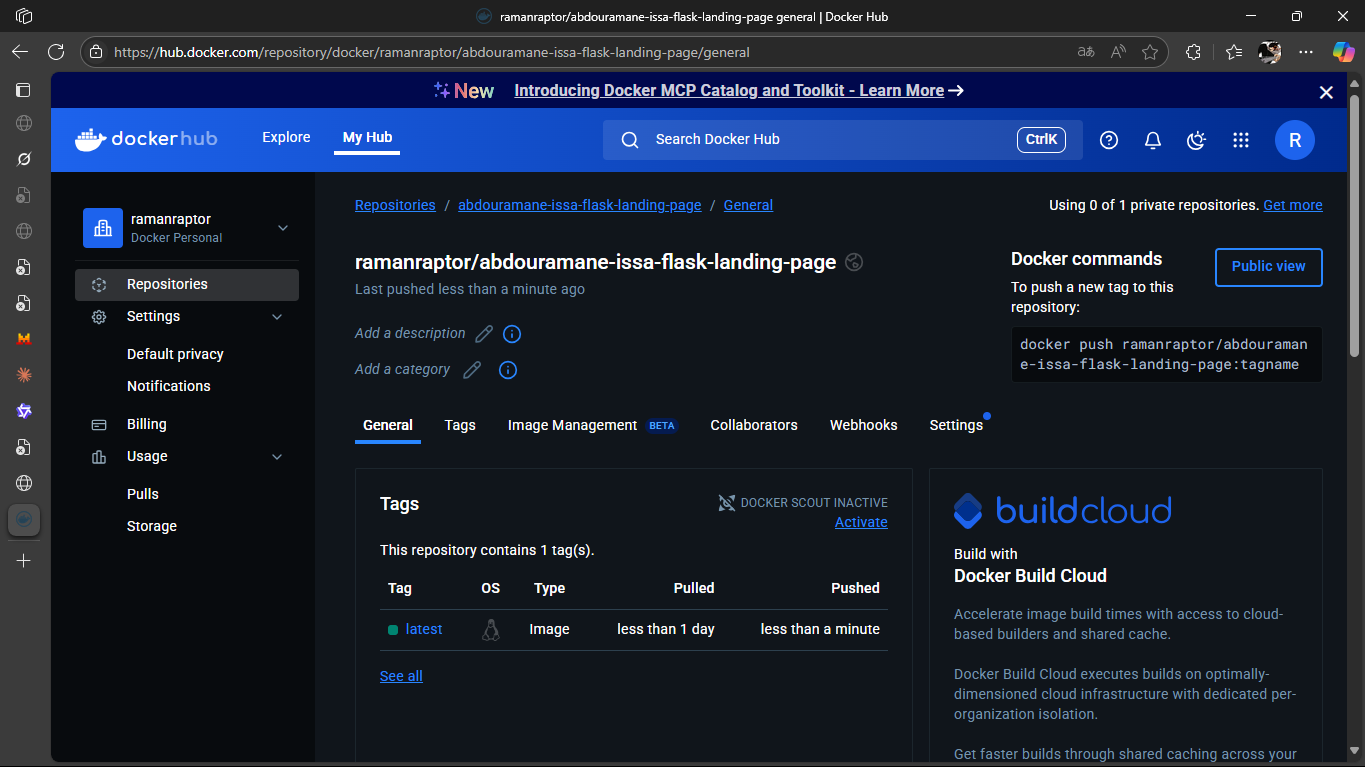 ramanraptor/abdouramane-issa-flask-landing-page general | Docker Hub
https://hub.docker.com/repository/docker/ramanraptor/abdouramane-issa-flask-landing-page/general
New Introducing Docker MCP Catalog and Toolkit - Learn More →
dockerhub
Explore
My Hub
Search Docker Hub
CtrlK
R
ramanraptor
Docker Personal
Repositories
Settings
Default privacy
Notifications
Billing
Usage
Pulls
Storage
Repositories / abdouramane-issa-flask-landing-page / General
Using 0 of 1 private repositories. Get more
ramanraptor/abdouramane-issa-flask-landing-page
Last pushed less than a minute ago
Add a description
Add a category
Docker commands
Public view
To push a new tag to this
repository:
docker push ramanraptor/abdouraman
e-issa-flask-landing-page:tagname
General
Tags
Image Management BETA
Collaborators
Webhooks
Settings
Tags
DOCKER SCOUT INACTIVE
Activate
This repository contains 1 tag(s).
Tag OS Type Pulled Pushed
latest Image less than 1 day less than a minute
See all
buildcloud
Build with
Docker Build Cloud
Accelerate image build times with access to cloud-
based builders and shared cache.
Docker Build Cloud executes builds on optimally-
dimensioned cloud infrastructure with dedicated per-
organization isolation.
Get faster builds through shared caching across your